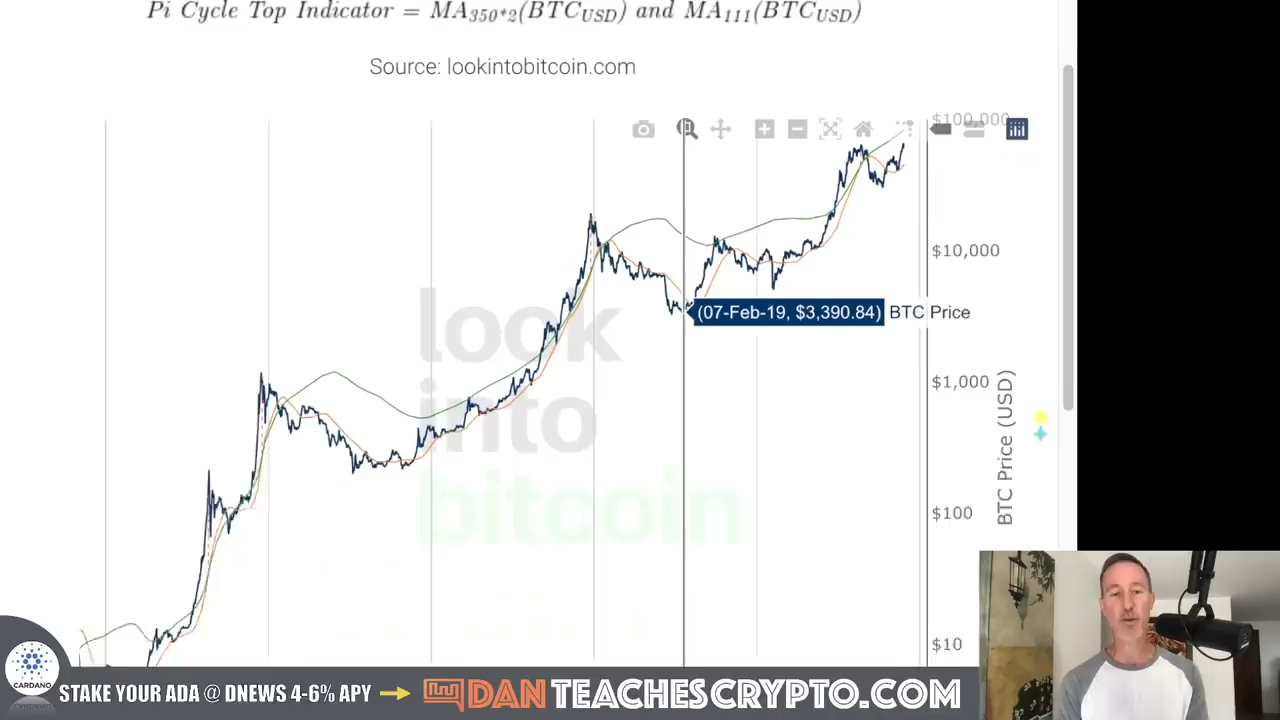 Pi Cycle Top Indicator = MA350*2(BTCUSD) and MA111(BTCUSD)
Source: lookintobitcoin.com
$100,000
$10,000
(07-Feb-19, $3,390.84) BTC Price
look
into
bitcoin
$1,000
$100
$10
BTC Price (USD)
CARDANO
STAKE YOUR ADA @ DNEWS 4-6% APY
DANTEACHESCRYPTO.COM